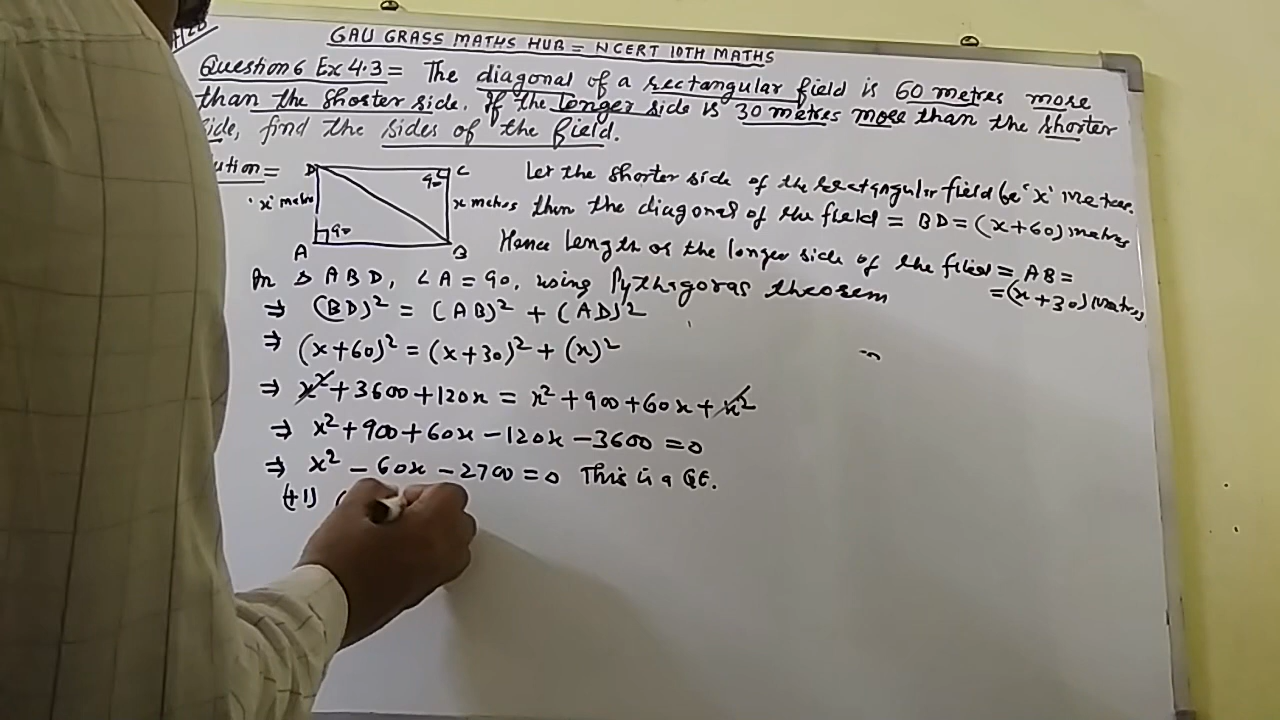 GAU GRASS MATHS HUB = NCERT 10TH MATHS
Question 6 Ex 4.3 = The diagonal of a rectangular field is 60 metres more
than the shorter side. If the longer side is 30 metres more than the shorter
side, find the sides of the field.
ution =
D
C
90
'x' metres
x metres
90
A
B
Let the shorter side of the rectangular field be 'x' Metres.
then the diagonal of the field = BD = (x+60) metres
Hence length of the longer side of the filed = AB =
= (x+30) metres
In Δ ABD, ∠A = 90, using Pythagoras theorem
⇒ (BD)² = (AB)² + (AD)²
⇒ (x+60)² = (x+30)² + (x)²
⇒ x² + 3600 + 120x = x² + 900 + 60x + x²
⇒ x² + 900 + 60x - 120x - 3600 = 0
⇒ x² - 60x - 2700 = 0 This is a QE.
(+1) (